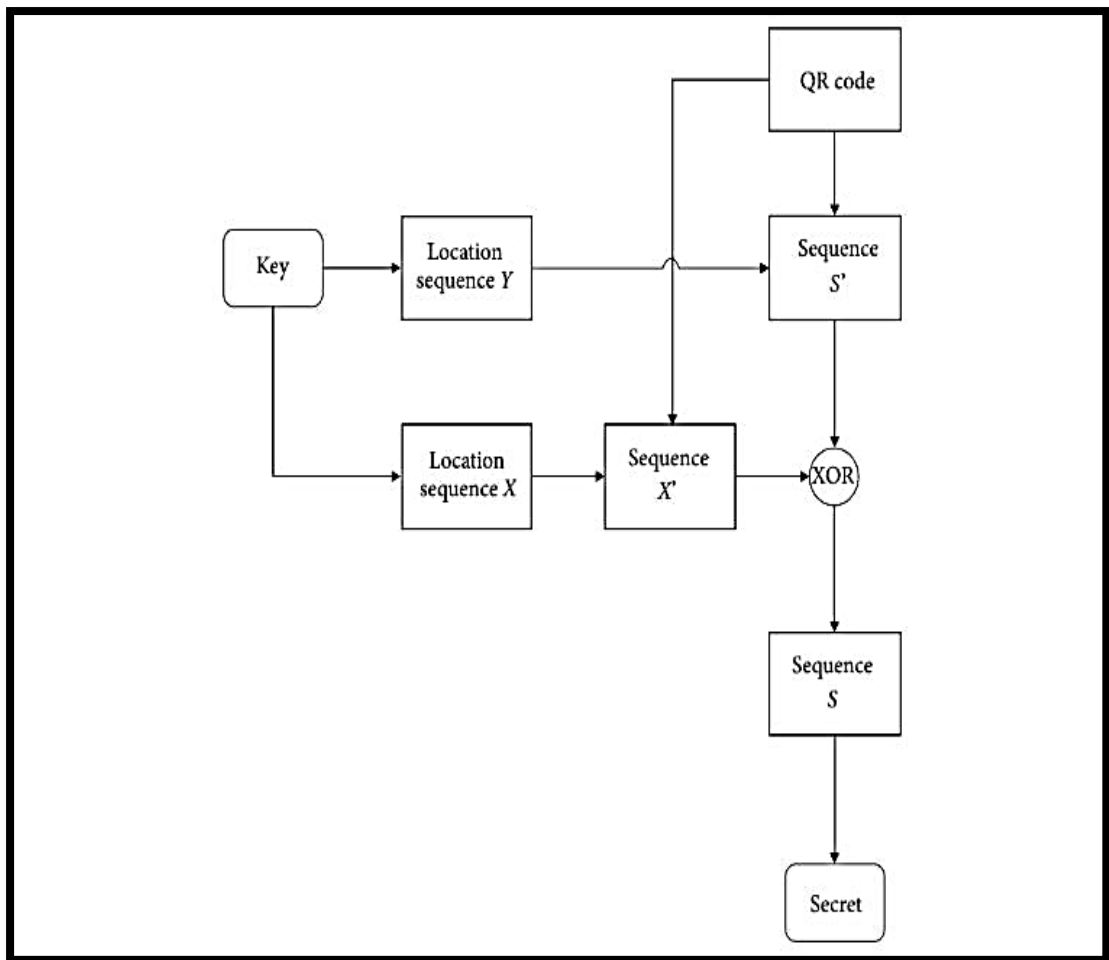 QR code
Key
Location
sequence Y
Sequence
S'
Location
sequence X
Sequence
X'
XOR
Sequence
S
Secret